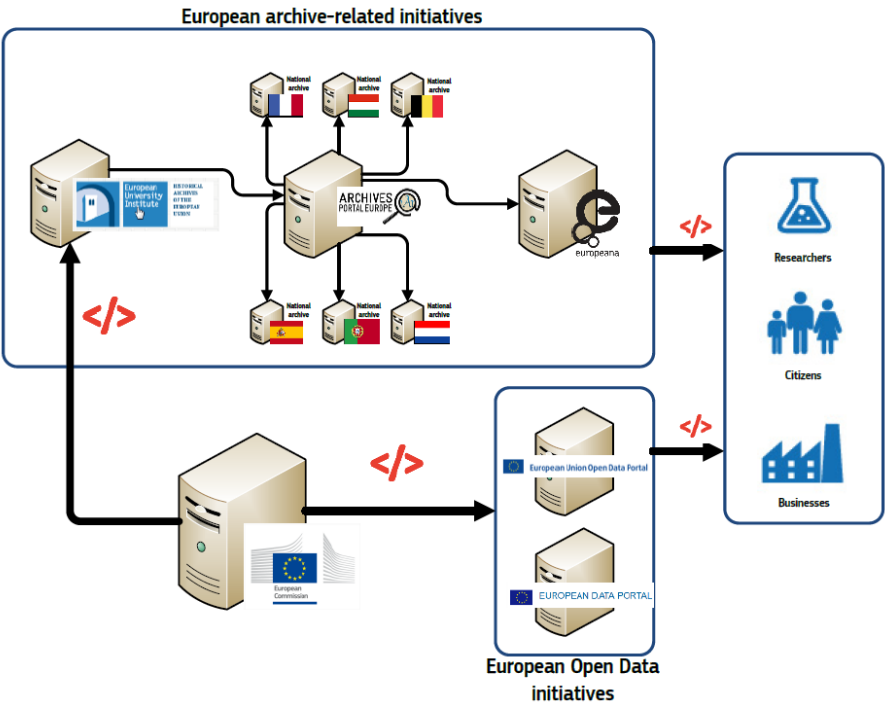 European archive-related initiatives
National
archive
National
archive
National
archive
European
University
Institute
HISTORICAL
ARCHIVES
OF THE
EUROPEAN
UNION
ARCHIVES
PORTAL EUROPE
europeana
National
archive
National
archive
National
archive
</>
</>
Researchers
Citizens
Businesses
</>
</>
European Union Open Data Portal
EUROPEAN DATA PORTAL
European
Commission
European Open Data
initiatives